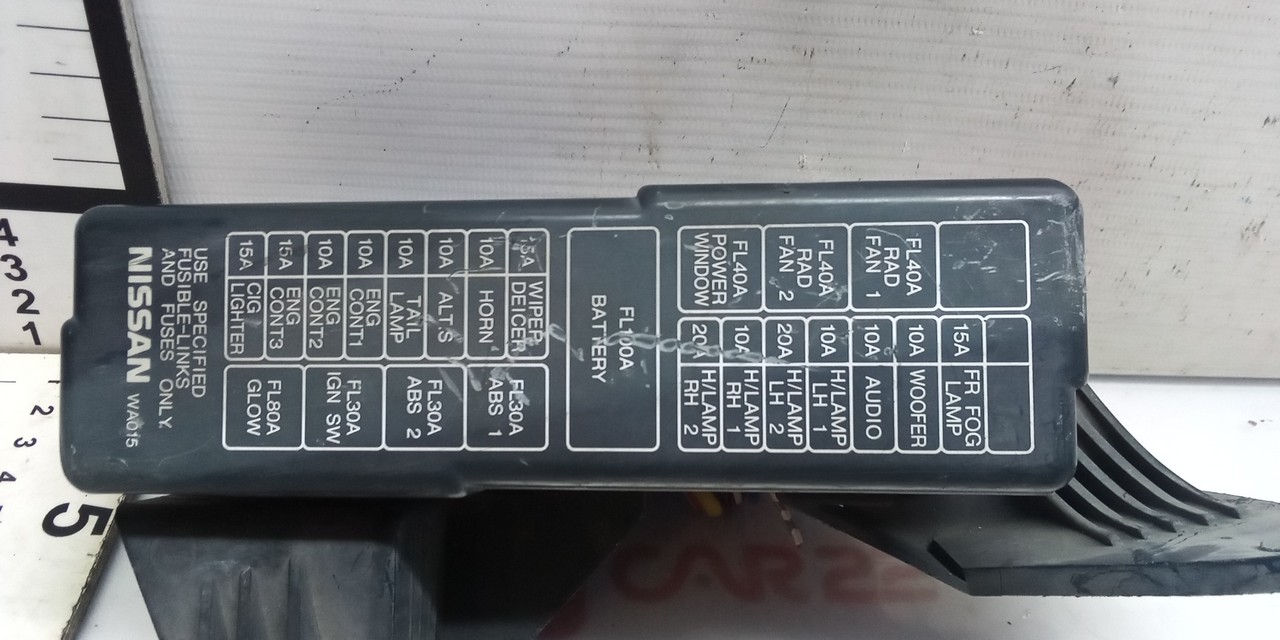 FL40A
RAD
FAN 1
FL40A
RAD
FAN 2
FL40A
POWER
WINDOW
15A FR FOG
LAMP
10A WOOFER
10A AUDIO
10A H/LAMP
LH 1
20A H/LAMP
LH 2
10A H/LAMP
RH 1
20A H/LAMP
RH 2
FL100A
BATTERY
15A WIPER
DEICER
10A HORN
10A ALT.S
10A TAIL
LAMP
10A ENG
CONT1
10A ENG
CONT2
15A ENG
CONT3
15A CIG
LIGHTER
FL30A
ABS 1
FL30A
ABS 2
FL30A
IGN SW
FL80A
GLOW
USE SPECIFIED
FUSIBLE-LINKS
AND FUSES ONLY.
NISSAN WA015
4
3
2
1
2
3
4
5
CAR 22